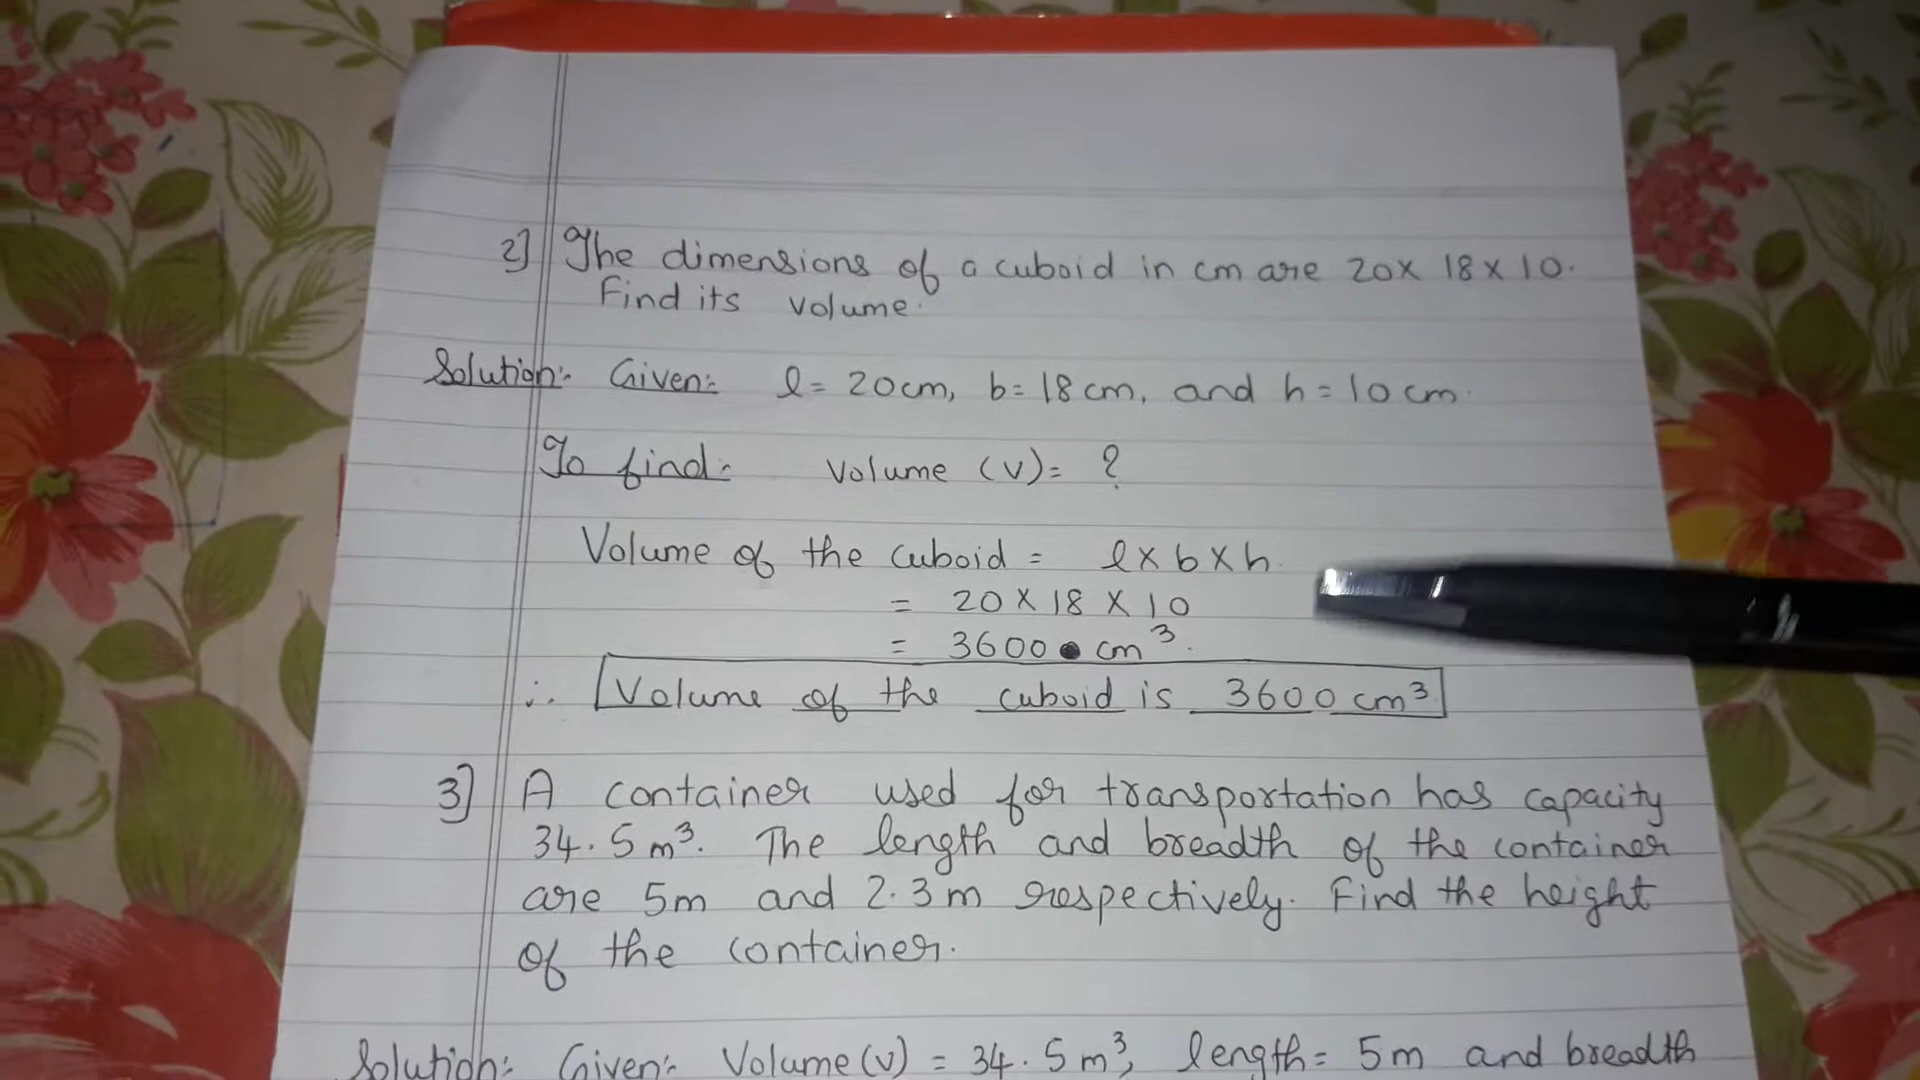 2] The dimensions of a cuboid in cm are 20 x 18 x 10.
Find its volume.
Solution:- Given:- l = 20cm, b = 18 cm, and h = 10 cm.
To find:- Volume (V) = ?
Volume of the cuboid = l x b x h.
= 20 x 18 x 10
= 3600 cm³.
∴ Volume of the cuboid is 3600 cm³.
3] A container used for transportation has capacity
34.5 m³. The length and breadth of the container
are 5m and 2.3 m respectively. Find the height
of the container.
Solution:- Given:- Volume (V) = 34.5 m³, length = 5m and breadth